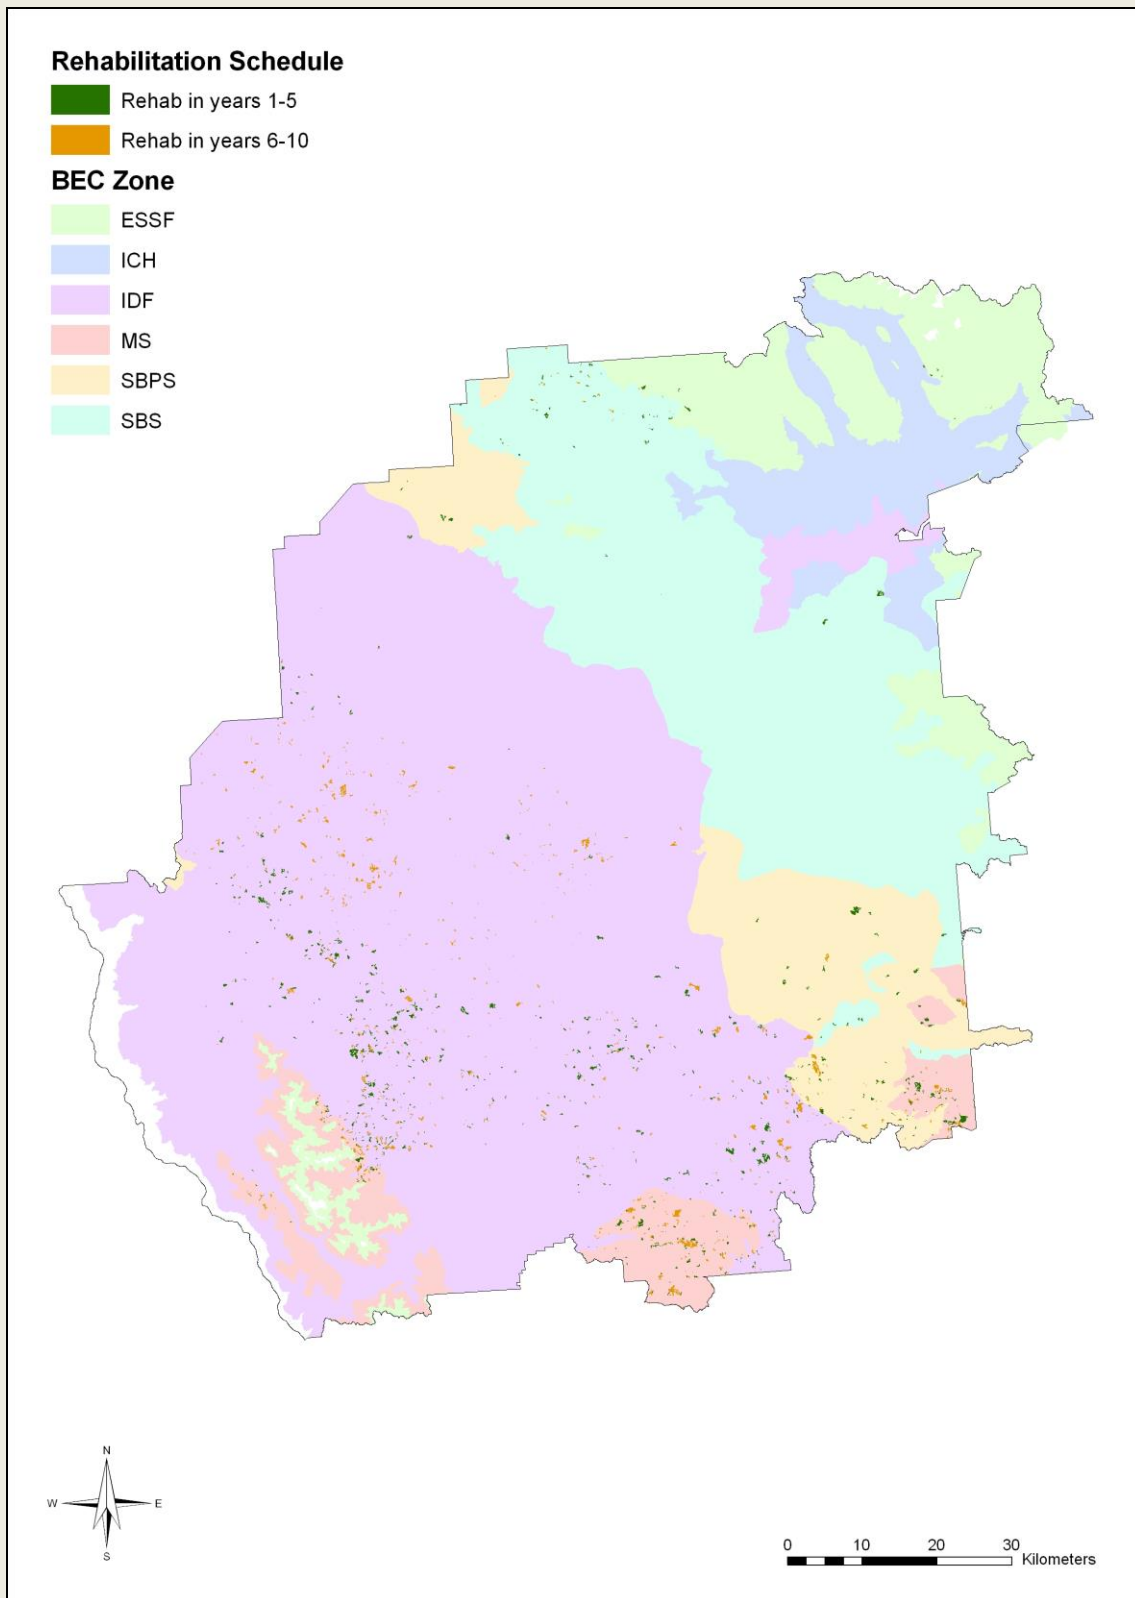 Rehabilitation Schedule
Rehab in years 1-5
Rehab in years 6-10
BEC Zone
ESSF
ICH
IDF
MS
SBPS
SBS
N
W E
S
0 10 20 30
Kilometers